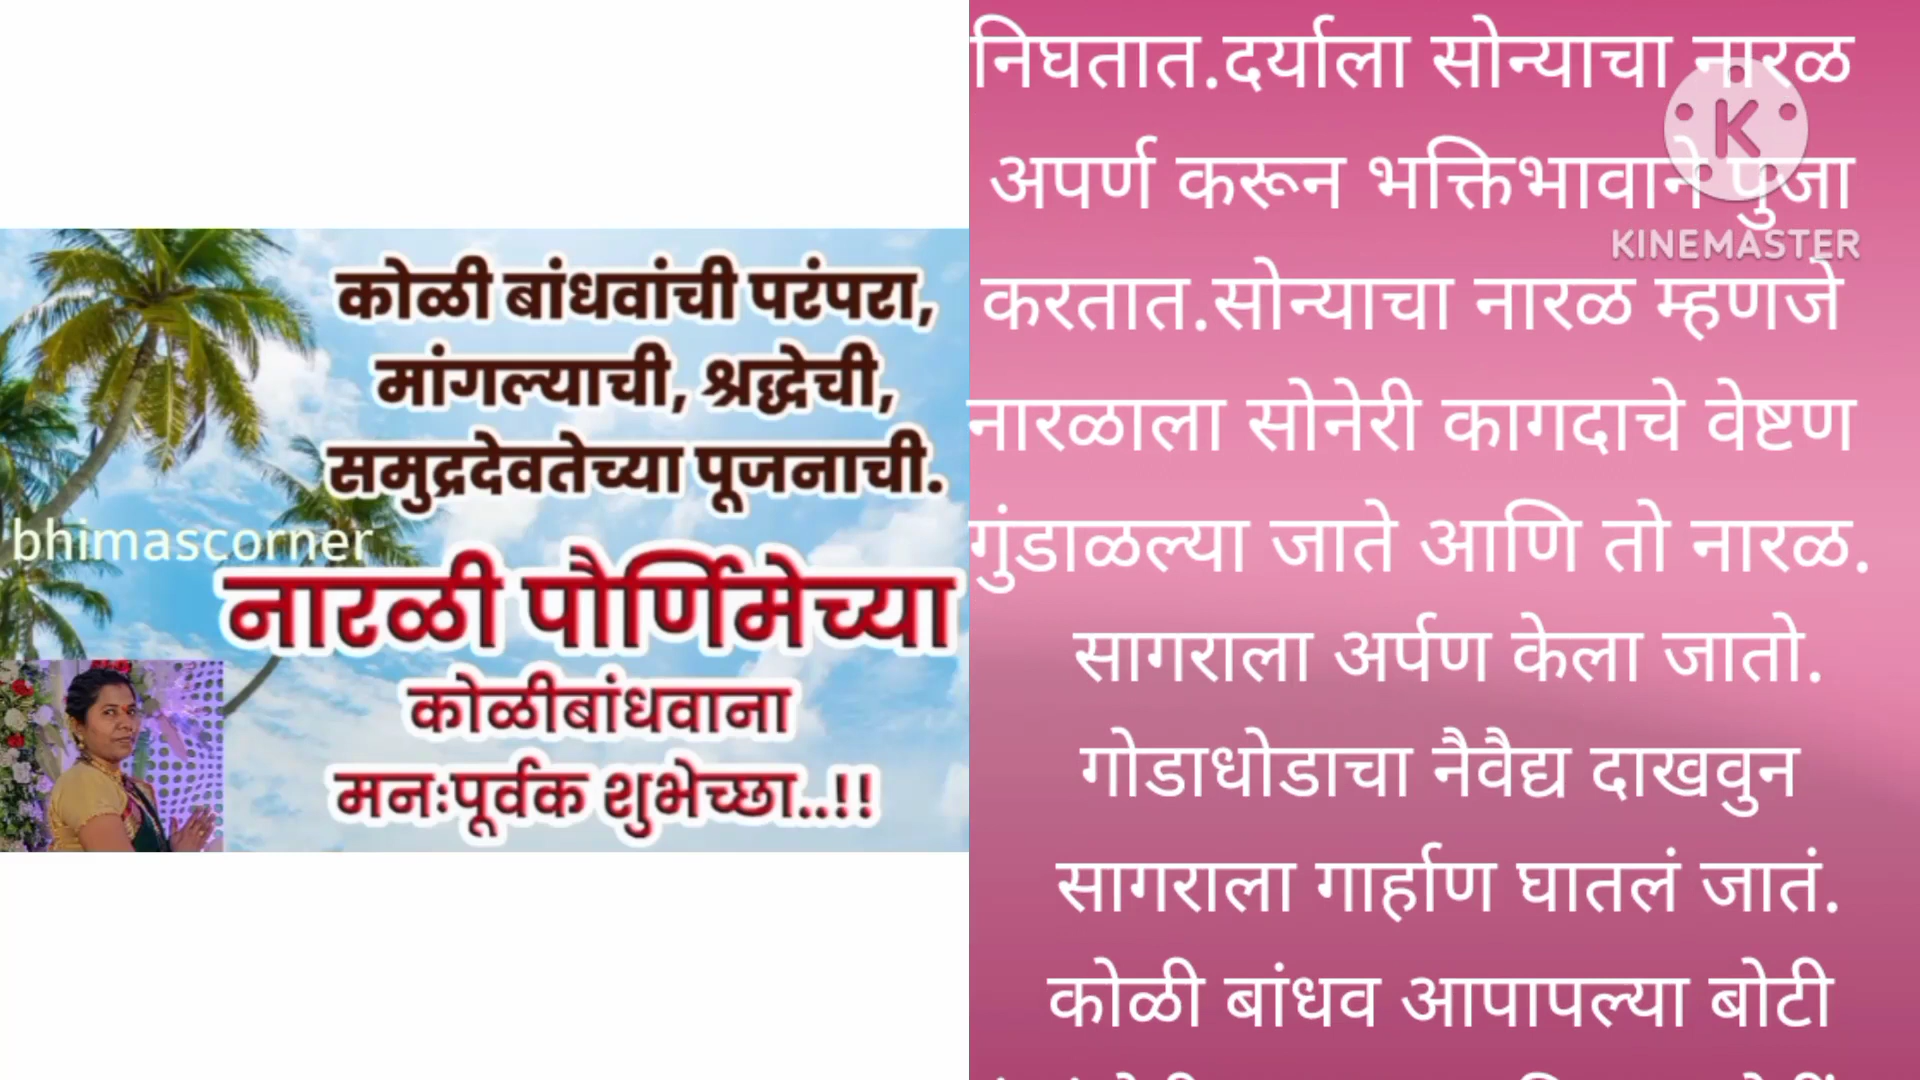 कोळी बांधवांची परंपरा,
मांगल्याची, श्रद्धेची,
समुद्रदेवतेच्या पूजनाची.
bhimascorner
नारळी पौर्णिमेच्या
कोळीबांधवाना
मनःपूर्वक शुभेच्छा..!!
निघतात.दर्याला सोन्याचा नारळ
अपर्ण करून भक्तिभावाने पुजा
करतात.सोन्याचा नारळ म्हणजे
नारळाला सोनेरी कागदाचे वेष्टण
गुंडाळल्या जाते आणि तो नारळ.
सागराला अर्पण केला जातो.
गोडाधोडाचा नैवैद्य दाखवुन
सागराला गार्हाण घातलं जातं.
कोळी बांधव आपापल्या बोटी
K
KINEMASTER